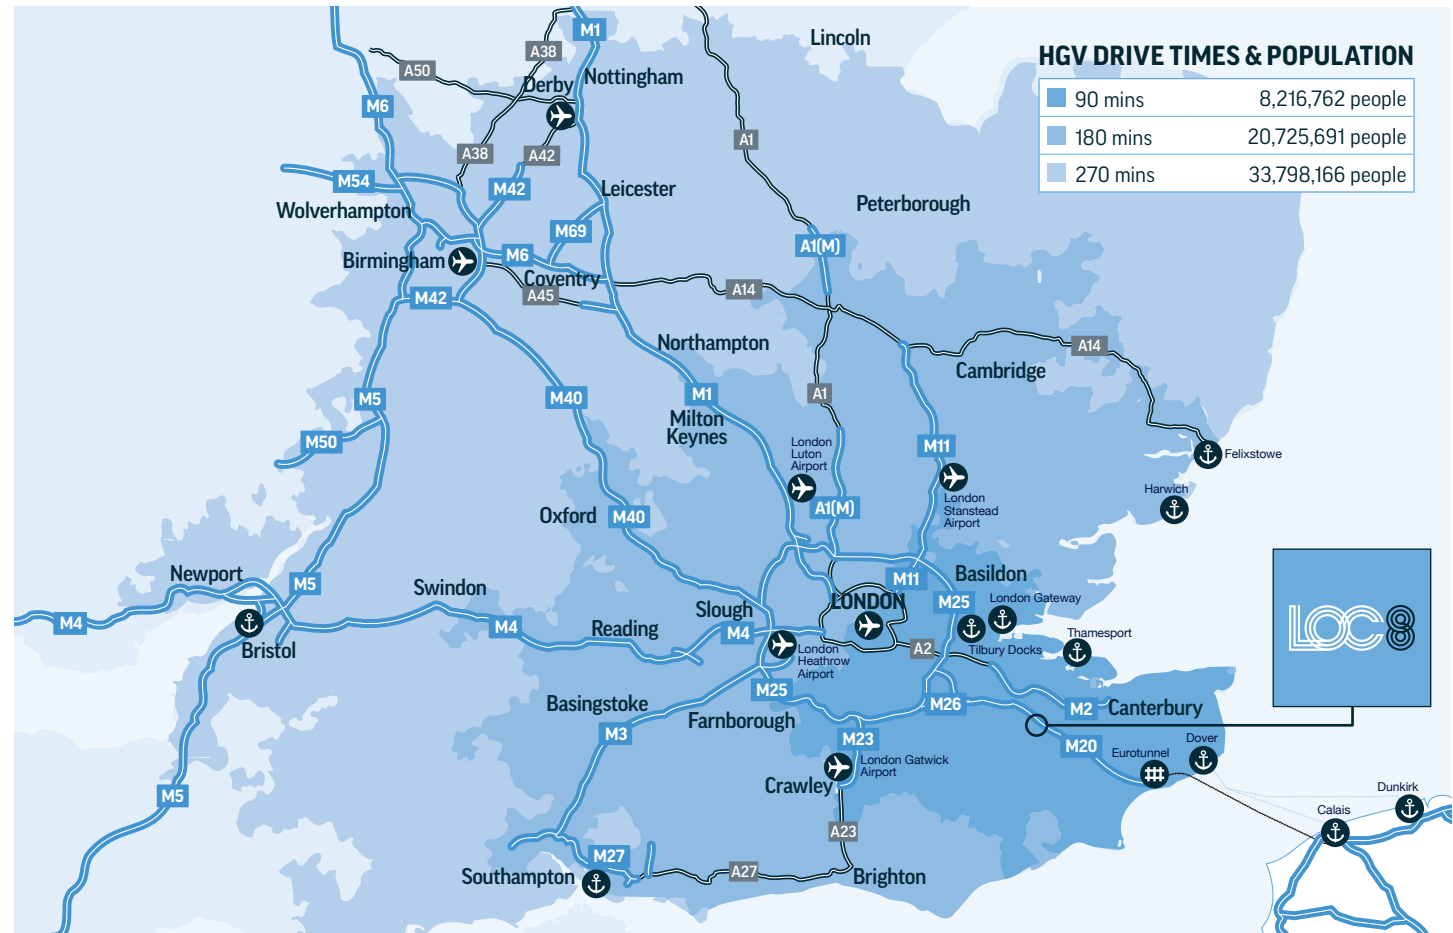 HGV DRIVE TIMES & POPULATION
90 mins 8,216,762 people
180 mins 20,725,691 people
270 mins 33,798,166 people
M1
Lincoln
A38
A50
Nottingham
Derby
M6
A1
A38
A42
M54
M42
Leicester
Wolverhampton
Peterborough
M69
A1(M)
M6
Birmingham
Coventry
A45
M42
A14
Northampton
A14
Cambridge
M5
M40
M1
A1
Milton
Keynes
M50
London
Luton
Airport
M11
Felixstowe
Harwich
London
Stanstead
Airport
Oxford
M40
A1(M)
Newport
M5
Swindon
M11
Basildon
LONDON
M25
London Gateway
Slough
M4
M4
Reading
M4
A2
Tilbury Docks
Thamesport
LOC8
Bristol
London
Heathrow
Airport
M25
M26
M2
Canterbury
Basingstoke
Farnborough
M3
M23
M20
Dover
Eurotunnel
London Gatwick
Airport
Crawley
M5
Dunkirk
Calais
A23
M27
Southampton
A27
Brighton